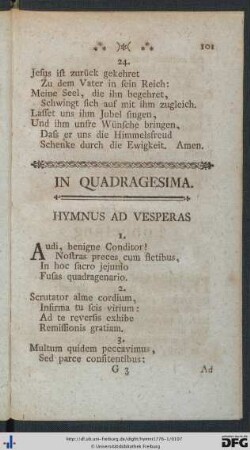 101
24.
Jesus ist zurück gekehret
Zu dem Vater in sein Reich:
Meine Seel, die ihn begehret,
Schwingt sich auf mit ihm zugleich.
Lasset uns ihm Jubel singen,
Und ihm unsre Wünsche bringen,
Daß er uns die Himmelsfreud
Schenke durch die Ewigkeit. Amen.
IN QUADRAGESIMA.
HYMNUS AD VESPERAS
1.
Audi, benigne Conditor!
Nostras preces cum fletibus,
In hoc sacro jejunio
Fusas quadragenario.
2.
Scrutator alme cordium,
Infirma tu scis virium:
Ad te reversis exhibe
Remissionis gratiam.
3.
Multum quidem peccavimus,
Sed parce confitentibus:
G 3 Ad
© Universitätsbibliothek Freiburg
DFG